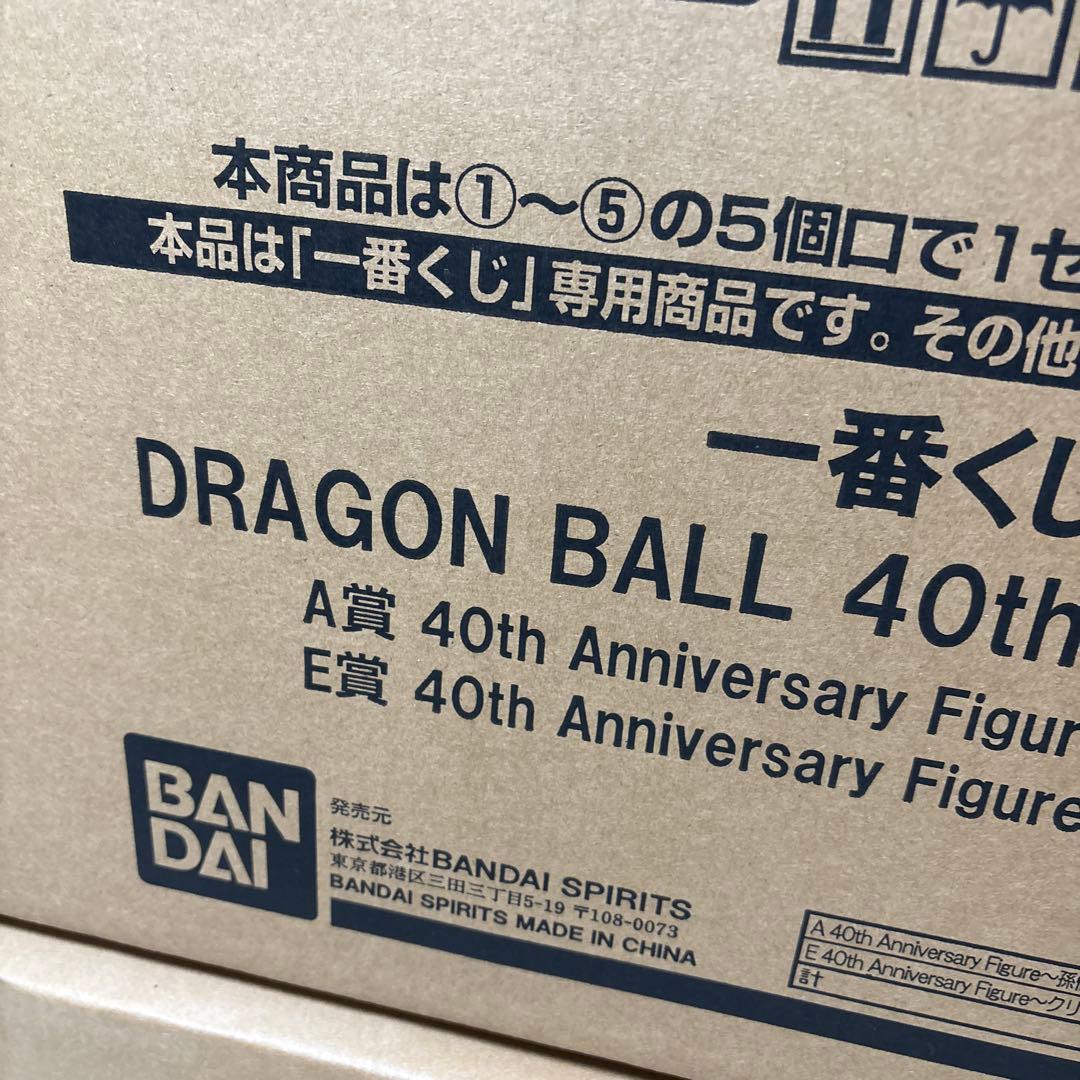 本商品は①～⑤の5個口で1セ
本品は「一番くじ」専用商品です。その他
一番くじ
DRAGON BALL 40th
A賞 40th Anniversary Figur
E賞 40th Anniversary Figure
BAN
DAI
発売元
株式会社BANDAI SPIRITS
東京都港区三田三丁目5-19 〒108-0073
BANDAI SPIRITS MADE IN CHINA
A 40th Anniversary Figure～孫
E 40th Anniversary Figure～クリ
計